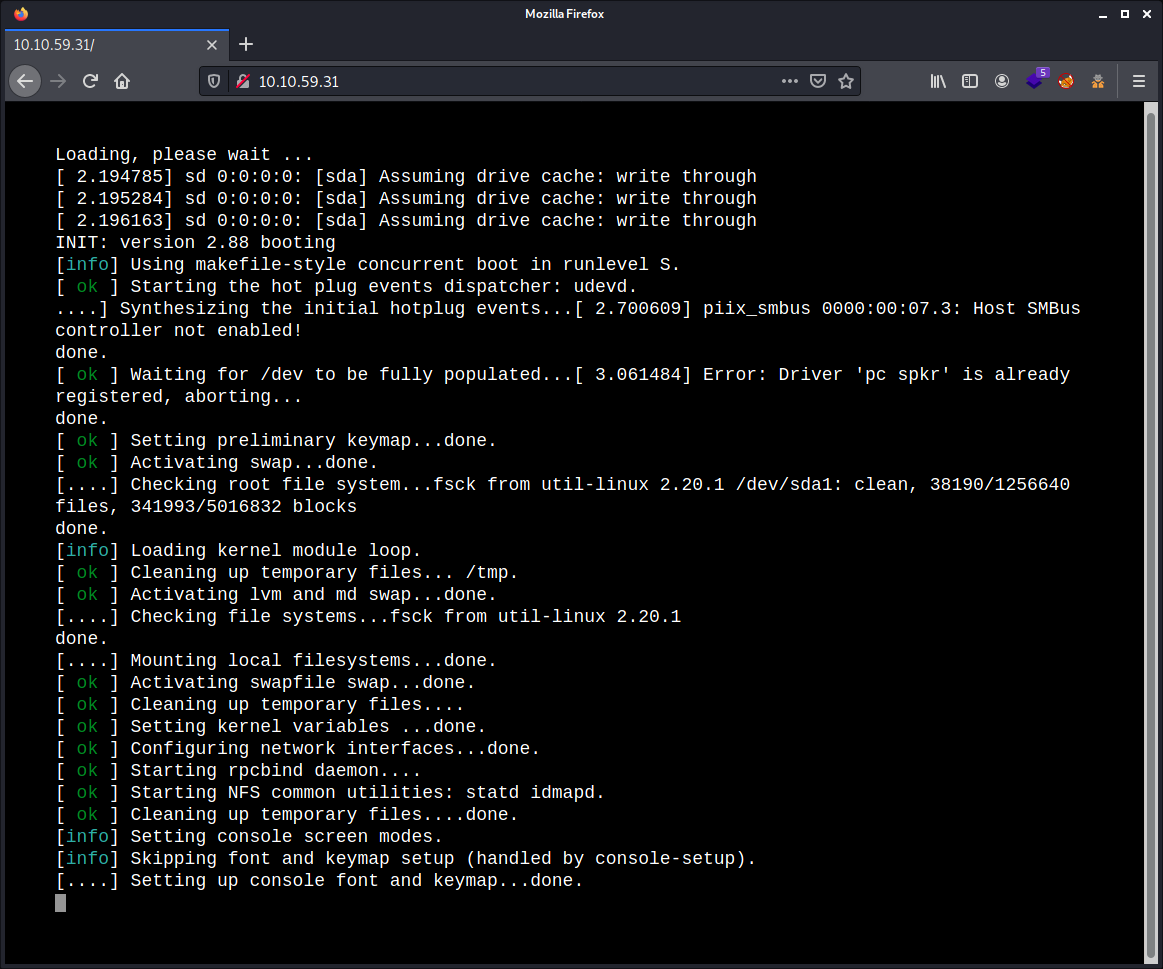 Mozilla Firefox
10.10.59.31/
10.10.59.31
5
Loading, please wait ...
[ 2.194785] sd 0:0:0:0: [sda] Assuming drive cache: write through
[ 2.195284] sd 0:0:0:0: [sda] Assuming drive cache: write through
[ 2.196163] sd 0:0:0:0: [sda] Assuming drive cache: write through
INIT: version 2.88 booting
[info] Using makefile-style concurrent boot in runlevel S.
[ ok ] Starting the hot plug events dispatcher: udevd.
....] Synthesizing the initial hotplug events...[ 2.700609] piix_smbus 0000:00:07.3: Host SMBus
controller not enabled!
done.
[ ok ] Waiting for /dev to be fully populated...[ 3.061484] Error: Driver 'pc spkr' is already
registered, aborting...
done.
[ ok ] Setting preliminary keymap...done.
[ ok ] Activating swap...done.
[....] Checking root file system...fsck from util-linux 2.20.1 /dev/sda1: clean, 38190/1256640
files, 341993/5016832 blocks
done.
[info] Loading kernel module loop.
[ ok ] Cleaning up temporary files... /tmp.
[ ok ] Activating lvm and md swap...done.
[....] Checking file systems...fsck from util-linux 2.20.1
done.
[....] Mounting local filesystems...done.
[ ok ] Activating swapfile swap...done.
[ ok ] Cleaning up temporary files....
[ ok ] Setting kernel variables ...done.
[ ok ] Configuring network interfaces...done.
[ ok ] Starting rpcbind daemon....
[ ok ] Starting NFS common utilities: statd idmapd.
[ ok ] Cleaning up temporary files....done.
[info] Setting console screen modes.
[info] Skipping font and keymap setup (handled by console-setup).
[....] Setting up console font and keymap...done.